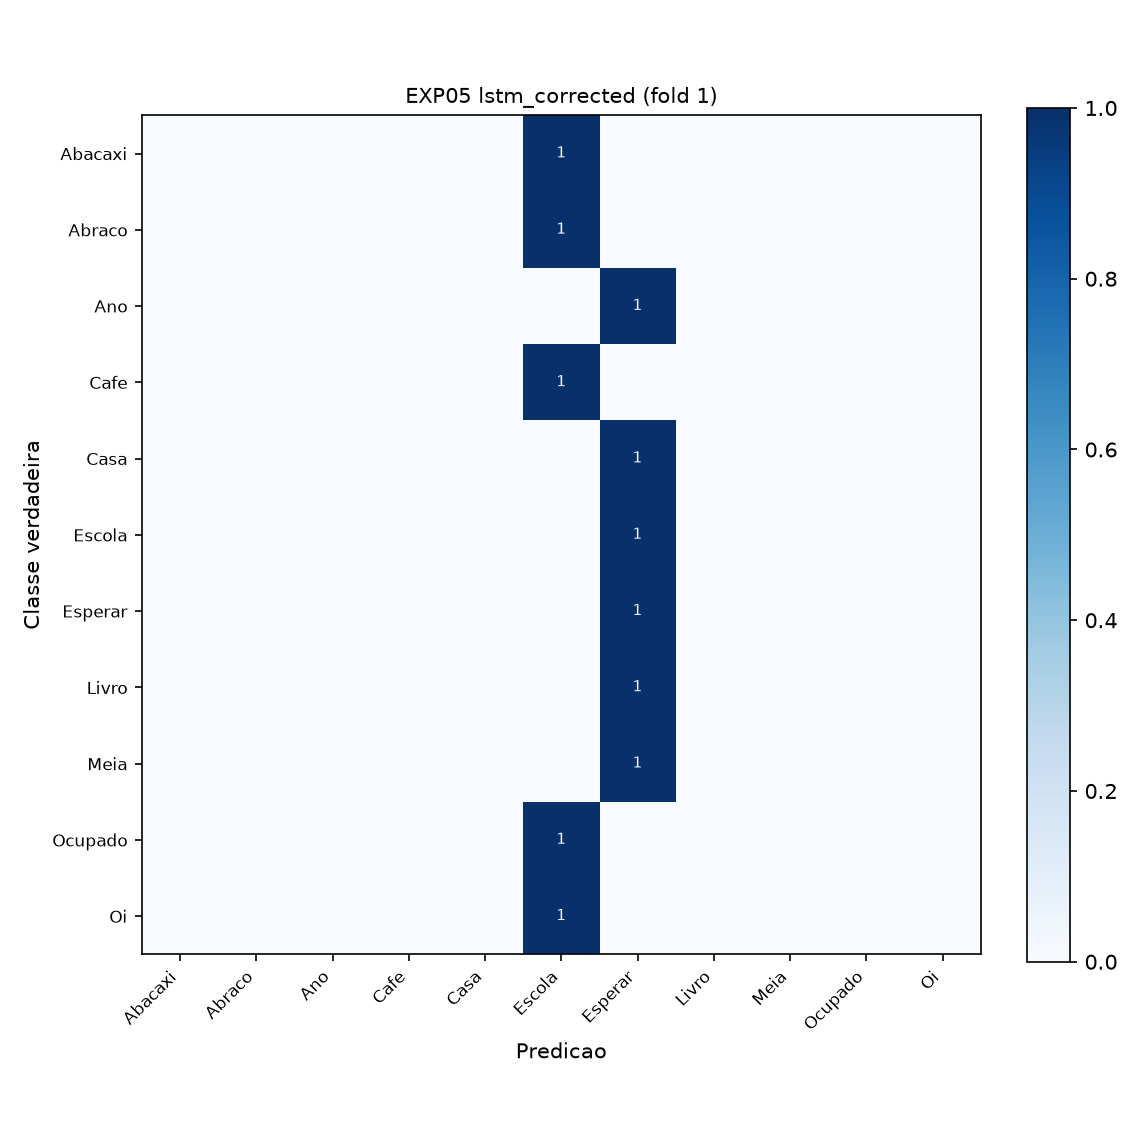 EXP05 lstm_corrected (fold 1)
1.0
Abacaxi 1
Abraco 1
0.8
Ano 1
Cafe 1
0.6
Classe verdadeira
Casa 1
Escola 1
Esperar 1
0.4
Livro 1
Meia 1
0.2
Ocupado 1
Oi 1
0.0
Abacaxi Abraco Ano Cafe Casa Escola Esperar Livro Meia Ocupado Oi
Predicao